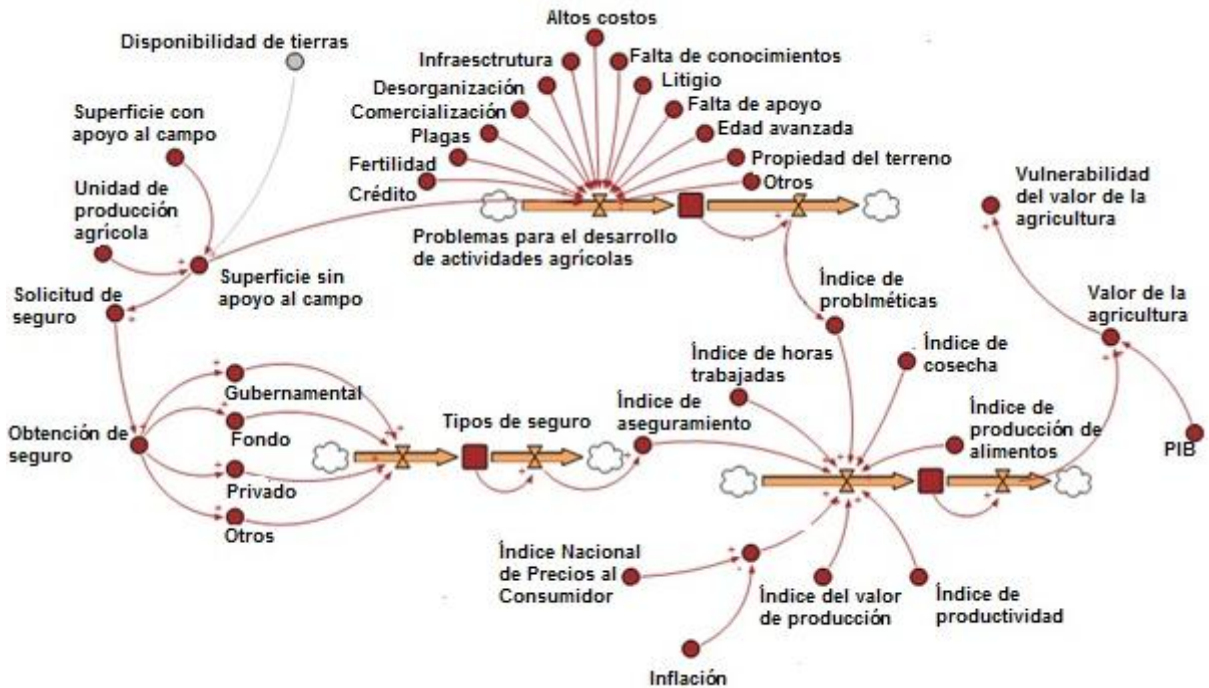 Altos costos
Disponibilidad de tierras
Infraesctrutura
Falta de conocimientos
Desorganización
Litigio
Comercialización
Falta de apoyo
Plagas
Edad avanzada
Fertilidad
Propiedad del terreno
Crédito
Otros
Superficie con
apoyo al campo
Unidad de
producción
agrícola
Problemas para el desarrollo
de actividades agrícolas
Vulnerabilidad
del valor de la
agricultura
Superficie sin
apoyo al campo
Solicitud de
seguro
Índice de
problméticas
Valor de la
agricultura
Índice de horas
trabajadas
Índice de
cosecha
Gubernamental
Fondo
Privado
Otros
Obtención de
seguro
Tipos de seguro
Índice de
aseguramiento
Índice de
producción de
alimentos
PIB
Índice Nacional
de Precios al
Consumidor
Índice del valor
de producción
Índice de
productividad
Inflación